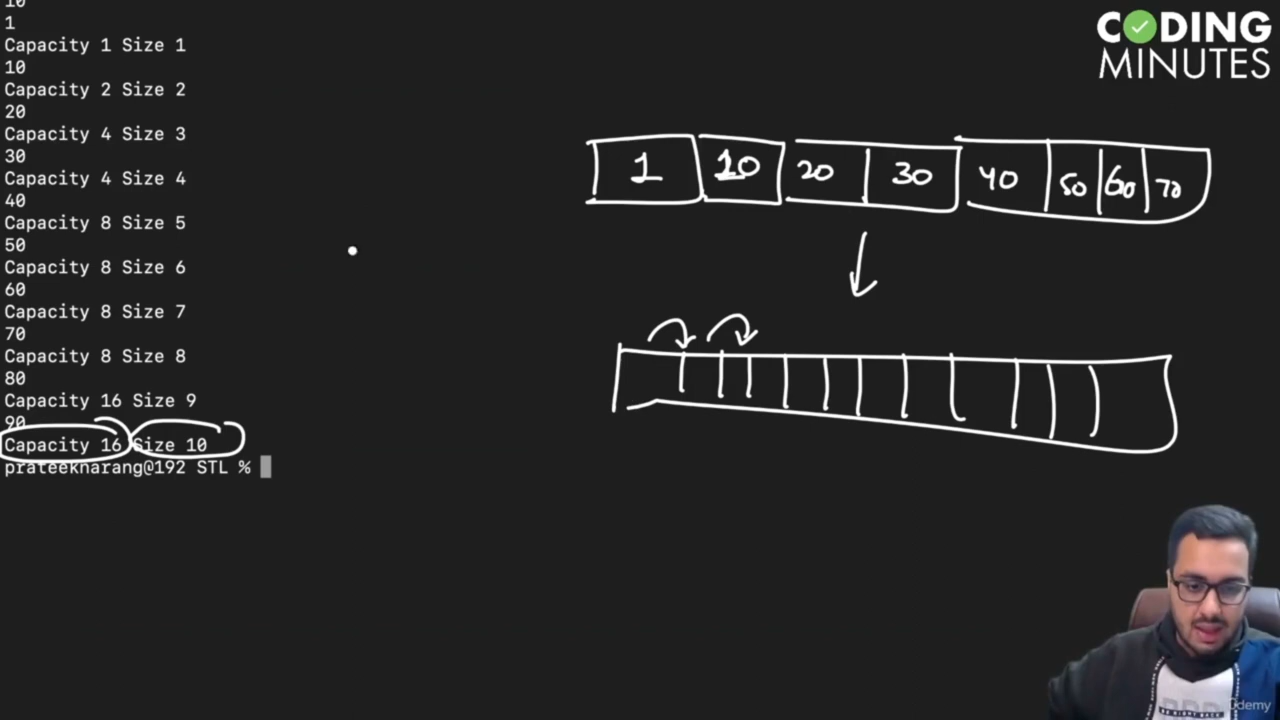 10
1
Capacity 1 Size 1
10
Capacity 2 Size 2
20
Capacity 4 Size 3
30
Capacity 4 Size 4
40
Capacity 8 Size 5
50
Capacity 8 Size 6
60
Capacity 8 Size 7
70
Capacity 8 Size 8
80
Capacity 16 Size 9
90
Capacity 16 Size 10
prateeknarang@192 STL %
CODING
MINUTES
1 10 20 30 40 50 60 70
Udemy